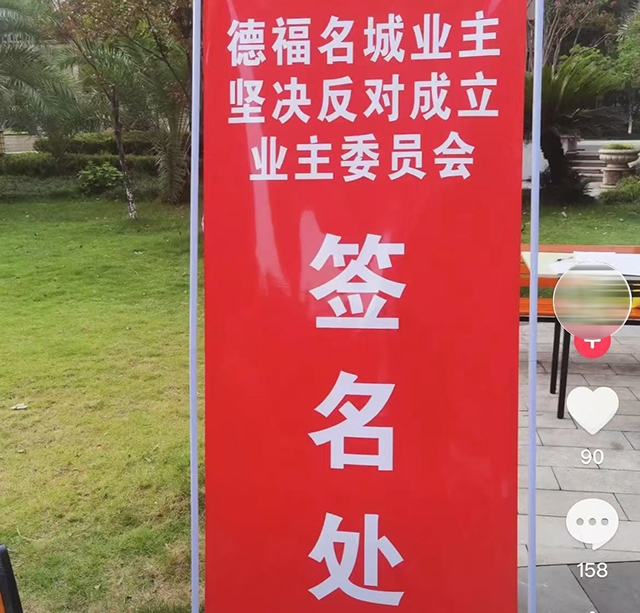 德福名城业主
坚决反对成立
业主委员会
签
名
处
90
158